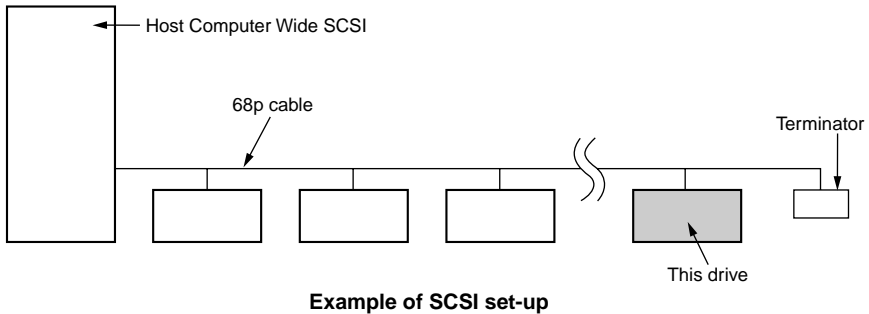 Host Computer Wide SCSI
68p cable
Terminator
This drive
Example of SCSI set-up